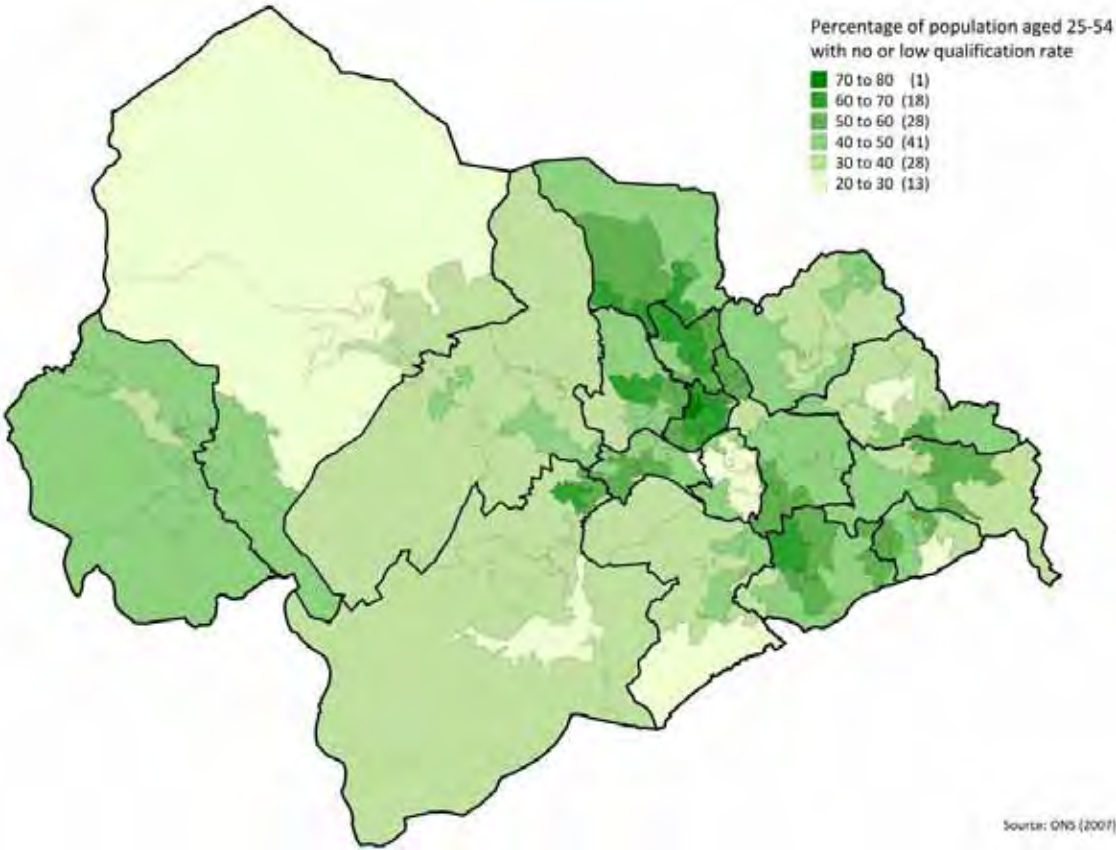 Percentage of population aged 25-54
with no or low qualification rate
70 to 80 (1)
60 to 70 (18)
50 to 60 (28)
40 to 50 (41)
30 to 40 (28)
20 to 30 (13)
Source: ONS (2007)